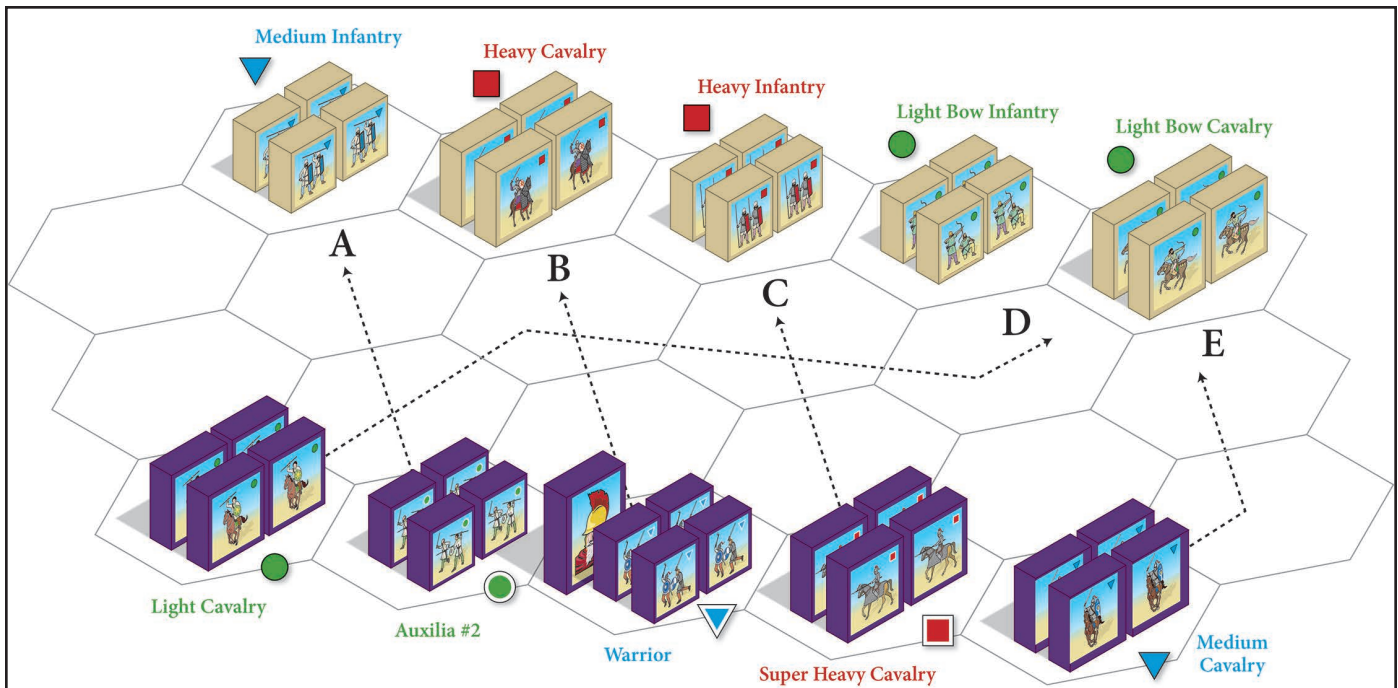 Medium Infantry
Heavy Cavalry
Heavy Infantry
Light Bow Infantry
Light Bow Cavalry
A
B
C
D
E
Light Cavalry
Auxilia #2
Warrior
Super Heavy Cavalry
Medium
Cavalry